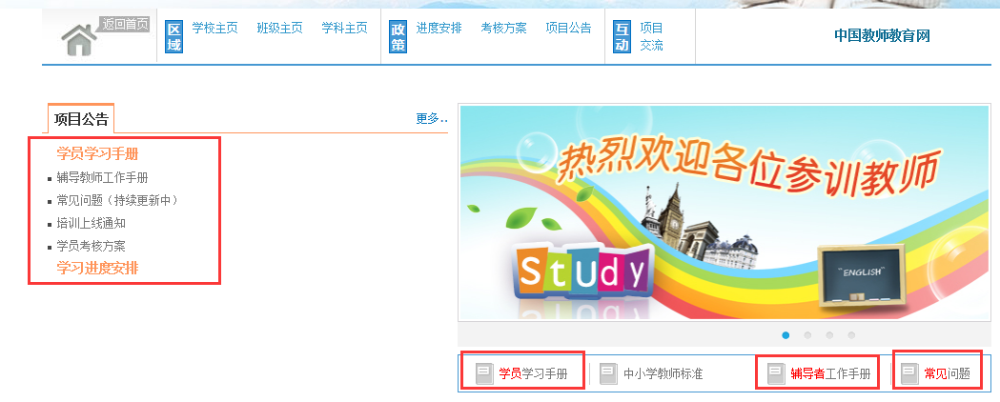 返回首页
区域 学校主页 班级主页 学科主页
政策 进度安排 考核方案 项目公告
互动 项目交流
中国教师教育网
项目公告 更多..
学员学习手册
辅导教师工作手册
常见问题（持续更新中）
培训上线通知
学员考核方案
学习进度安排
热烈欢迎各位参训教师
Study
"ENGLISH"
学员学习手册 中小学教师标准 辅导者工作手册 常见问题